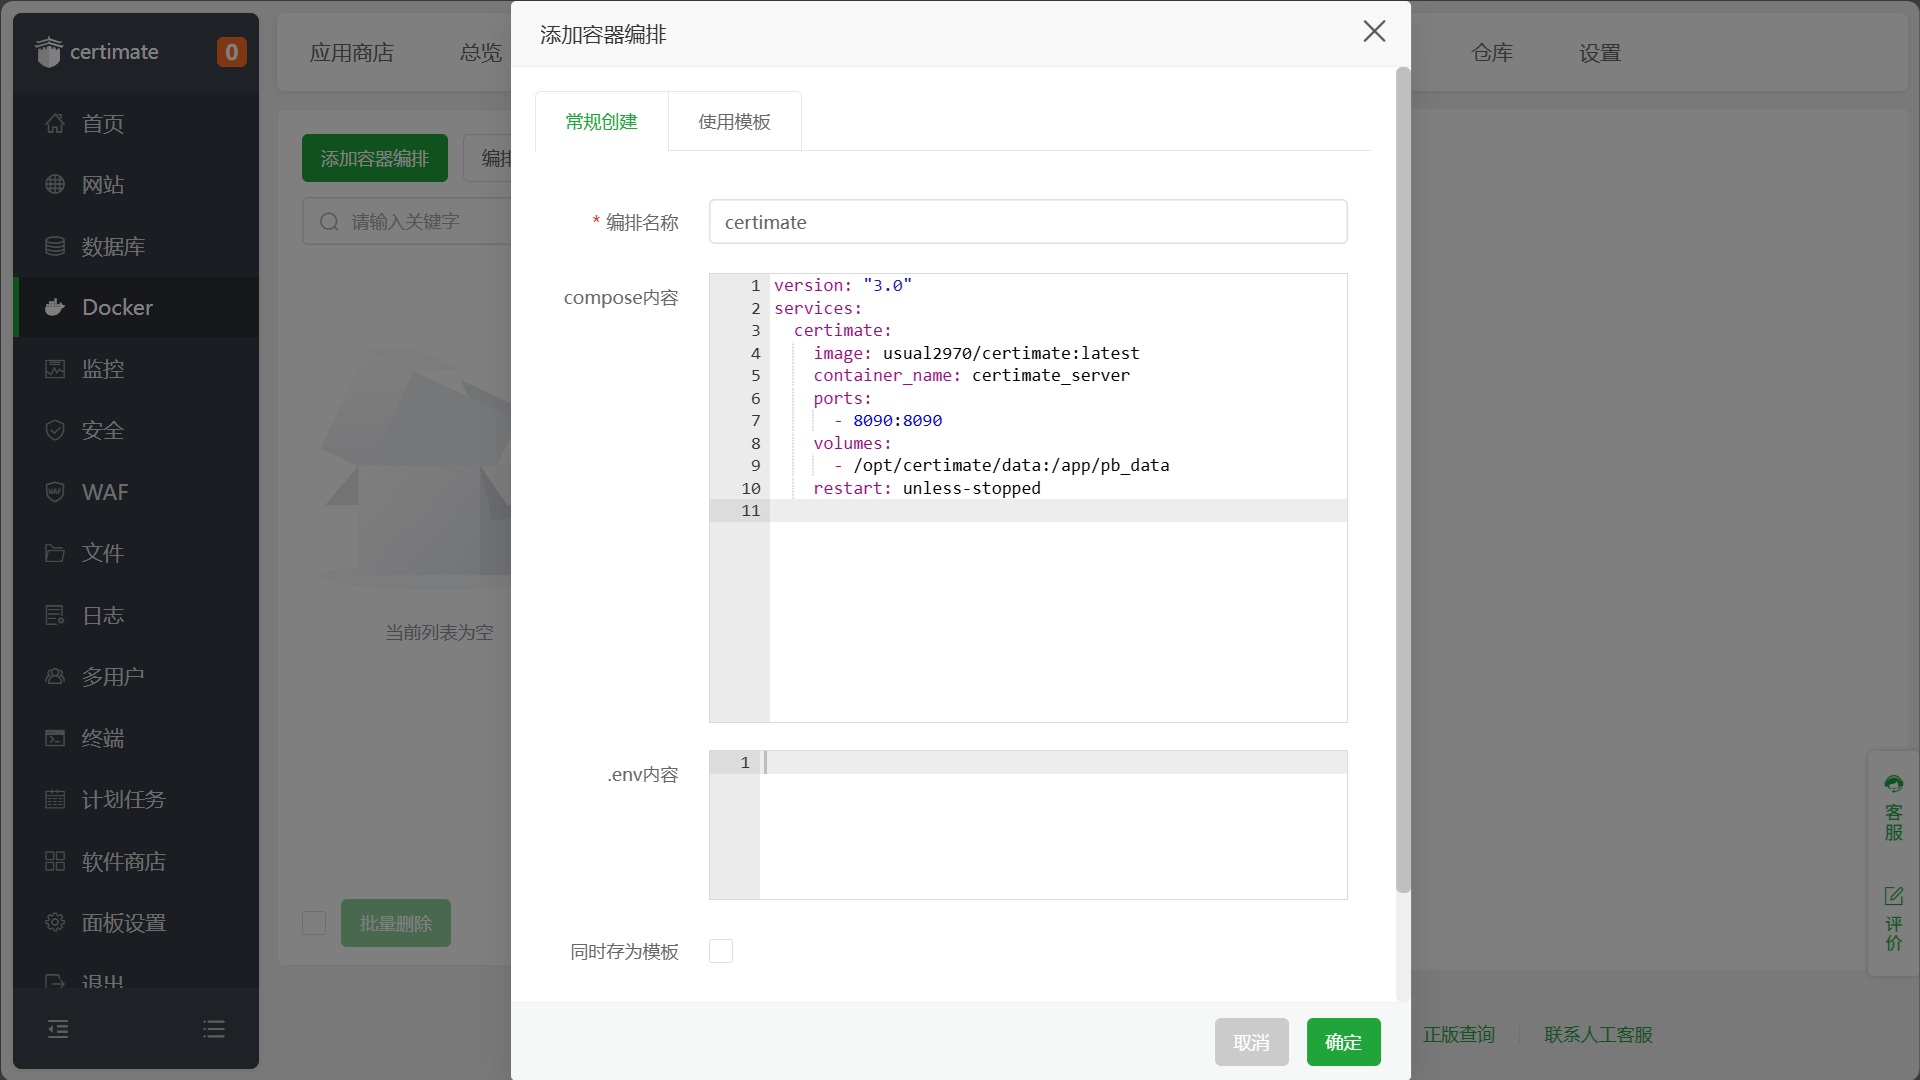 certimate
0
首页
网站
数据库
Docker
监控
安全
WAF
文件
日志
多用户
终端
计划任务
软件商店
面板设置
退出
应用商店
总览
仓库
设置
添加容器编排
编排
请输入关键字
当前列表为空
批量删除
添加容器编排
常规创建
使用模板
* 编排名称
certimate
compose内容
1 version: "3.0"
2 services:
3 certimate:
4 image: usual2970/certimate:latest
5 container_name: certimate_server
6 ports:
7 - 8090:8090
8 volumes:
9 - /opt/certimate/data:/app/pb_data
10 restart: unless-stopped
11
.env内容
1
同时存为模板
取消
确定
客服
评价
正版查询
联系人工客服